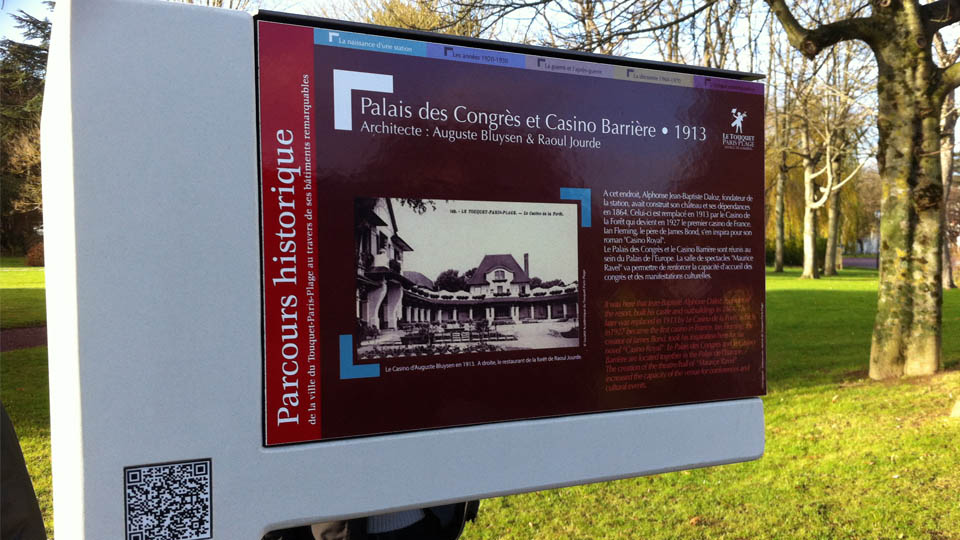 La naissance d'une station
Les années 1920-1930
La guerre et l'après-guerre
Palais des Congrès et Casino Barrière • 1913
Architecte : Auguste Bluysen & Raoul Jourde
LE TOUQUET
PARIS-PLAGE
Parcours historique
de la ville du Touquet-Paris-Plage au travers de ses bâtiments remarquables
LE TOUQUET-PARIS-PLAGE. — Le Casino de la Forêt.
Le Casino d'Auguste Bluysen en 1913. A droite, le restaurant de la forêt de Raoul Jourde.
A cet endroit, Alphonse Jean-Baptiste Daloz, fondateur de
la station, avait construit son château et ses dépendances
en 1864. Celui-ci est remplacé en 1913 par le Casino de
la Forêt qui devient en 1927 le premier casino de France.
Ian Fleming, le père de James Bond, s'en inspira pour son
roman "Casino Royal".
Le Palais des Congrès et le Casino Barrière sont réunis au
sein du Palais de l'Europe. La salle de spectacles "Maurice
Ravel" va permettre de renforcer la capacité d'accueil des
congrès et des manifestations culturelles.
It was here that Jean-Baptiste Alphonse Daloz, founder of
the resort, built his castle and outbuildings in 1864. This
later was replaced in 1913 by Le Casino de la Forêt, which
in 1927 became the first casino in France. Ian Fleming, the
creator of James Bond, took his inspiration for his
novel "Casino Royal". Le Palais des Congrès and Le Casino
Barrière are located together in the Palais de l'Europe.
The creation of the theatre/hall of "Maurice Ravel"
increased the capacity of the venue for conferences and
cultural events.